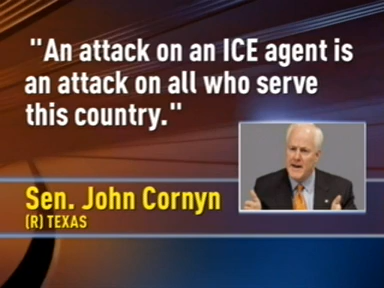 "An attack on an ICE agent is
an attack on all who serve
this country."
Sen. John Cornyn
(R) TEXAS